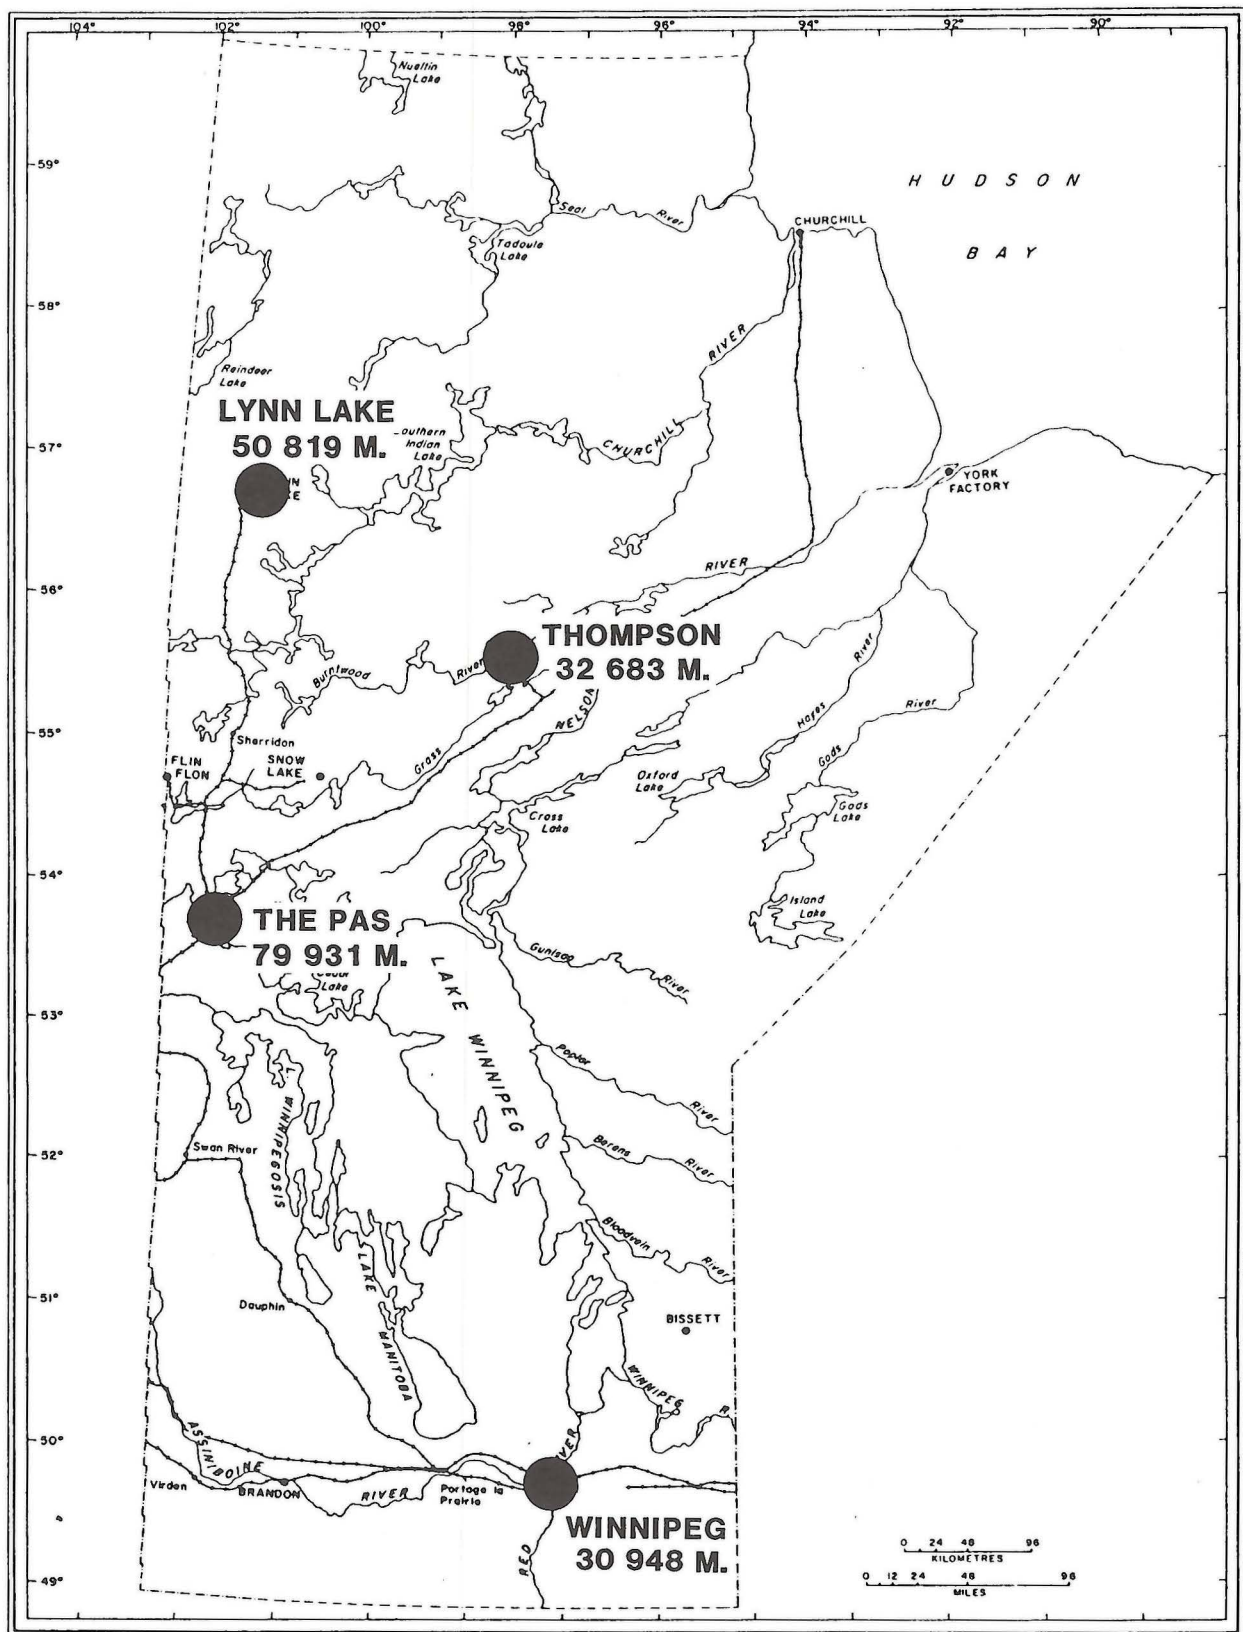 104° 102° 100° 98° 96° 94° 92° 90°
Nueltin
Lake
59°
HUDSON
BAY
Seal River
CHURCHILL
Tadoule
Lake
58°
RIVER
Reindeer
Lake
LYNN LAKE
50 819 M.
outhern
Indian
Lake
CHURCHILL
57°
YORK
FACTORY
RIVER
56°
THOMPSON
32 683 M.
Burntwood River
NELSON
Hayes River
Gods River
55°
Sherridon
Grass
FLIN
FLON
SNOW
LAKE
Oxford
Lake
Gods
Lake
Cross
Lake
54°
Island
Lake
THE PAS
79 931 M.
Lake
Gunisao River
LAKE WINNIPEG
53°
Poplar River
L. WINNIPEGOSIS
52°
Swan River
Berens River
Bloodvein River
LAKE MANITOBA
51°
Dauphin
BISSETT
WINNIPEG R.
50°
ASSINIBOINE RIVER
Virden
BRANDON
Portage la
Prairie
WINNIPEG
30 948 M.
RED
49°
0 24 48 96
KILOMETRES
0 12 24 48 96
MILES